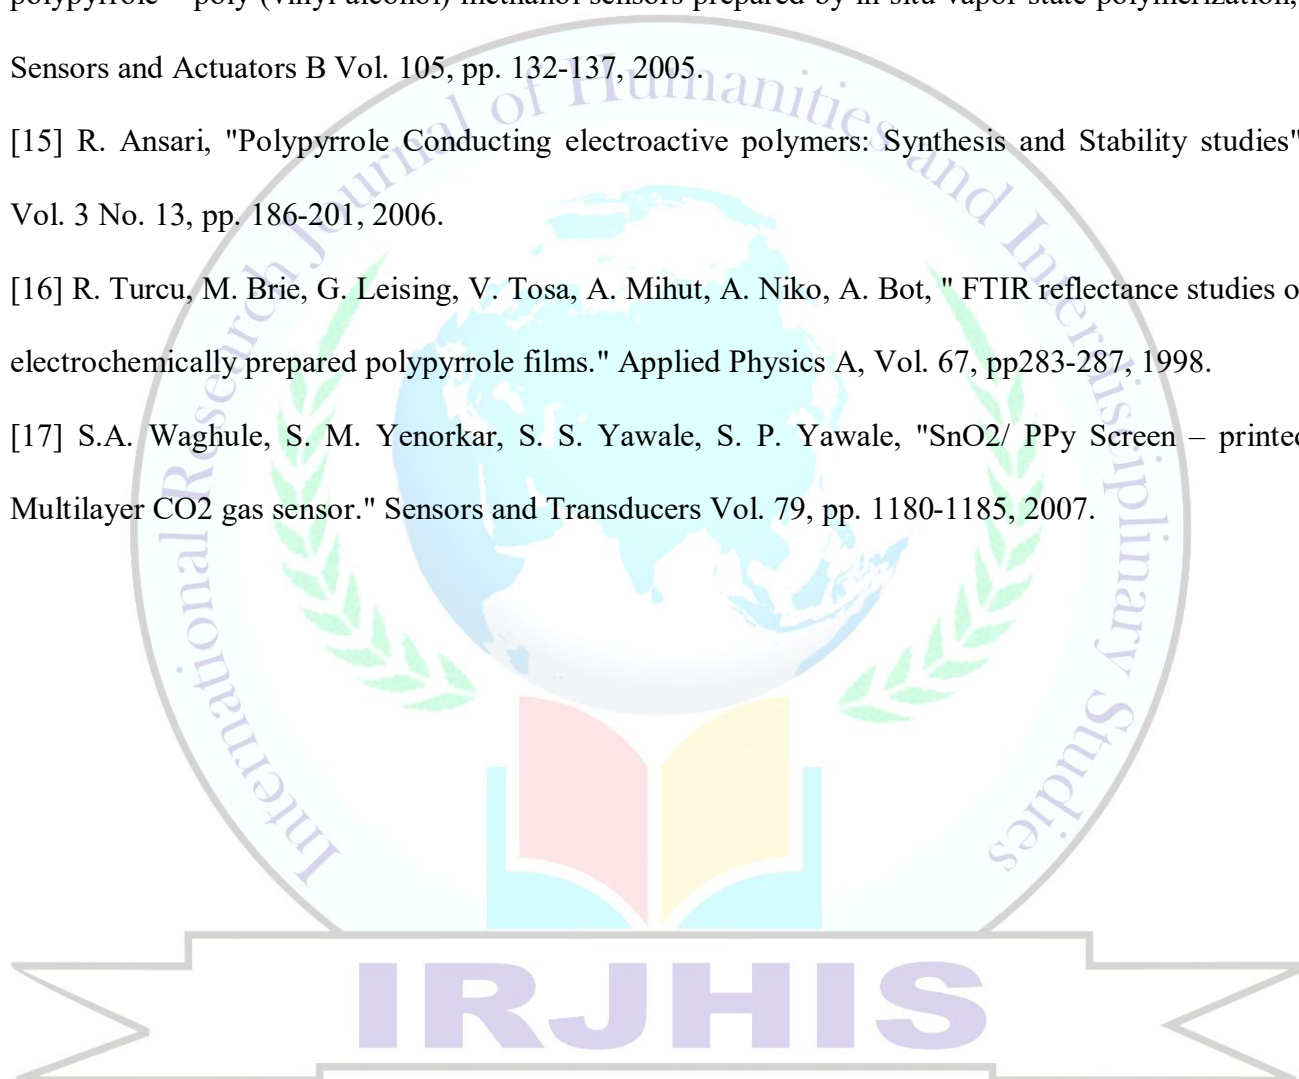 polypyrrole – poly (vinyl alcohol) methanol sensors prepared by in situ vapor state polymerization,
Sensors and Actuators B Vol. 105, pp. 132-137, 2005.
[15] R. Ansari, "Polypyrrole Conducting electroactive polymers: Synthesis and Stability studies"
Vol. 3 No. 13, pp. 186-201, 2006.
[16] R. Turcu, M. Brie, G. Leising, V. Tosa, A. Mihut, A. Niko, A. Bot, " FTIR reflectance studies o
electrochemically prepared polypyrrole films." Applied Physics A, Vol. 67, pp283-287, 1998.
[17] S.A. Waghule, S. M. Yenorkar, S. S. Yawale, S. P. Yawale, "SnO2/ PPy Screen – printed
Multilayer CO2 gas sensor." Sensors and Transducers Vol. 79, pp. 1180-1185, 2007.
International Research Journal of Humanities and Interdisciplinary Studies
IRJHIS